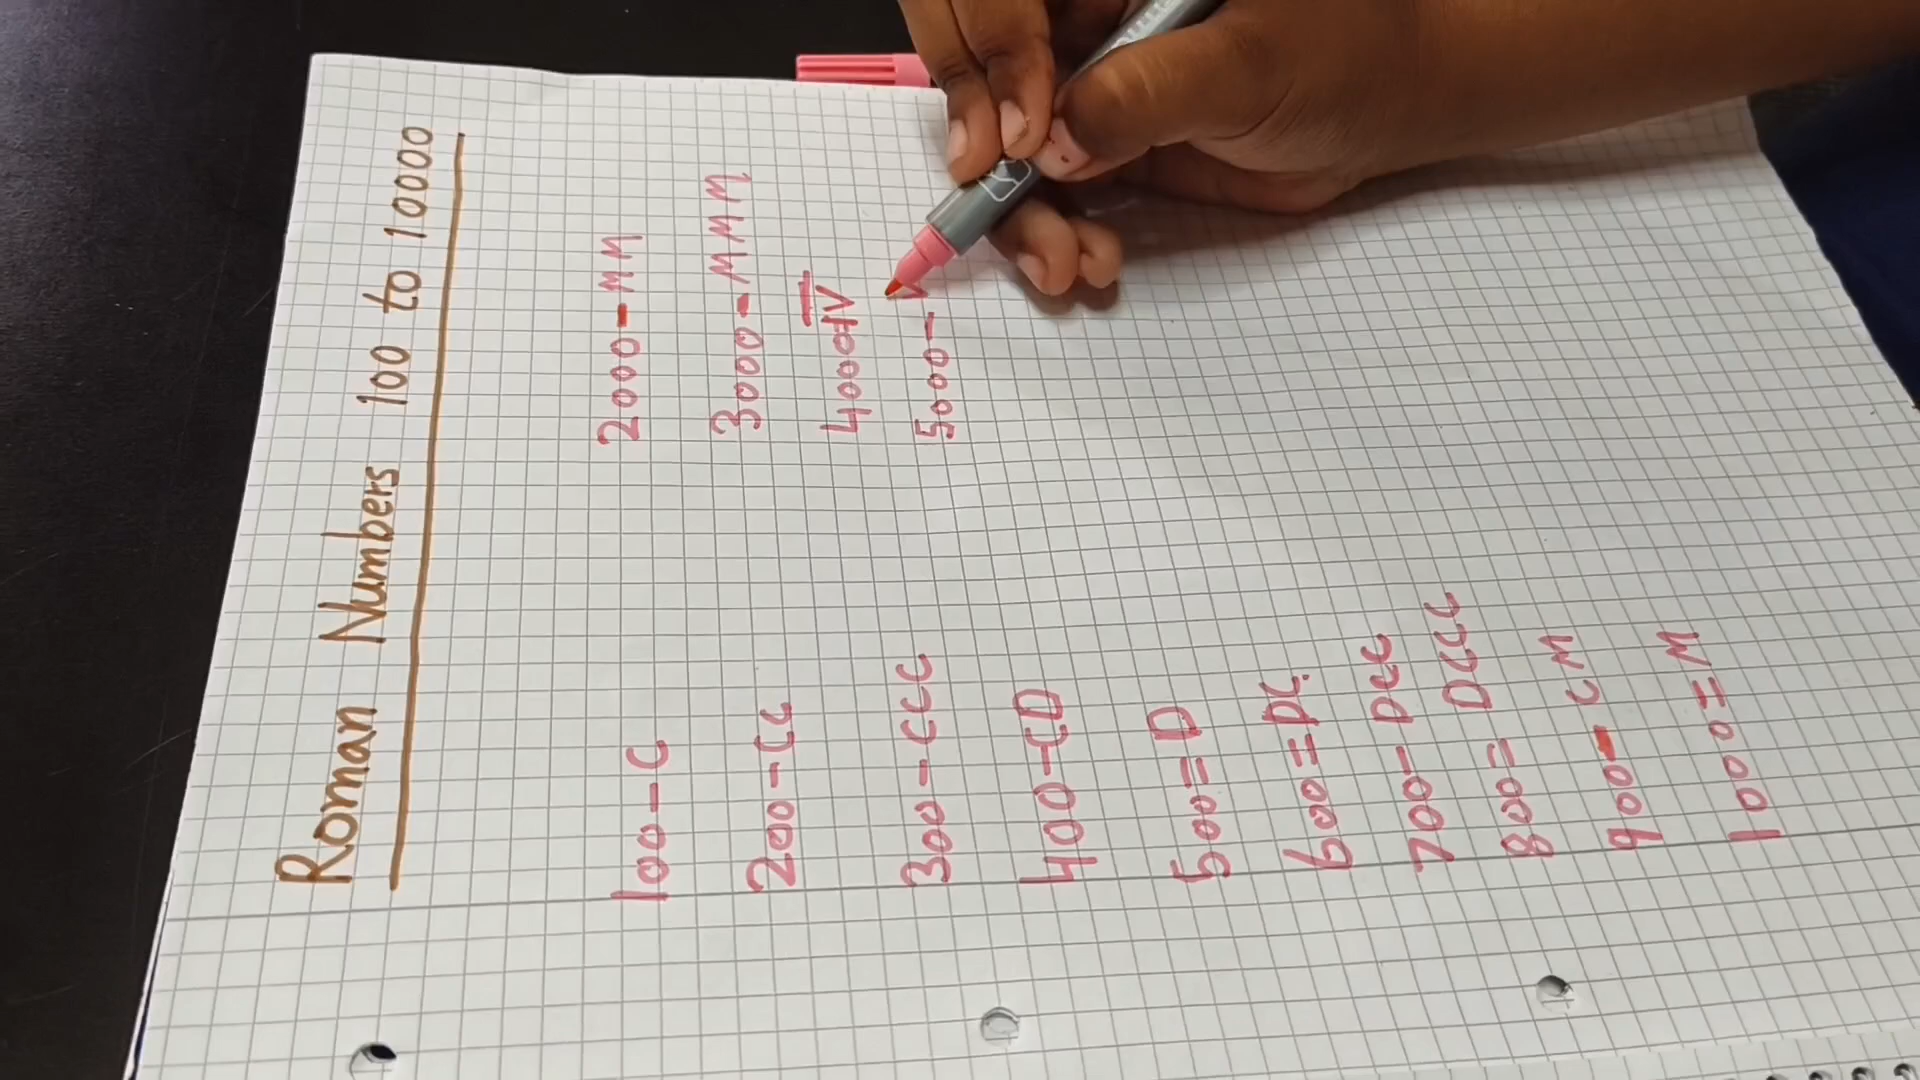 Roman Numbers 100 to 10000
100-C
200-CC
300-CCC
400-CD
500=D
600=DC.
700-DCC
800=DCCC
900-CM
1000=M
2000-MM
3000-MMM
4000-I̅V̅
5000-